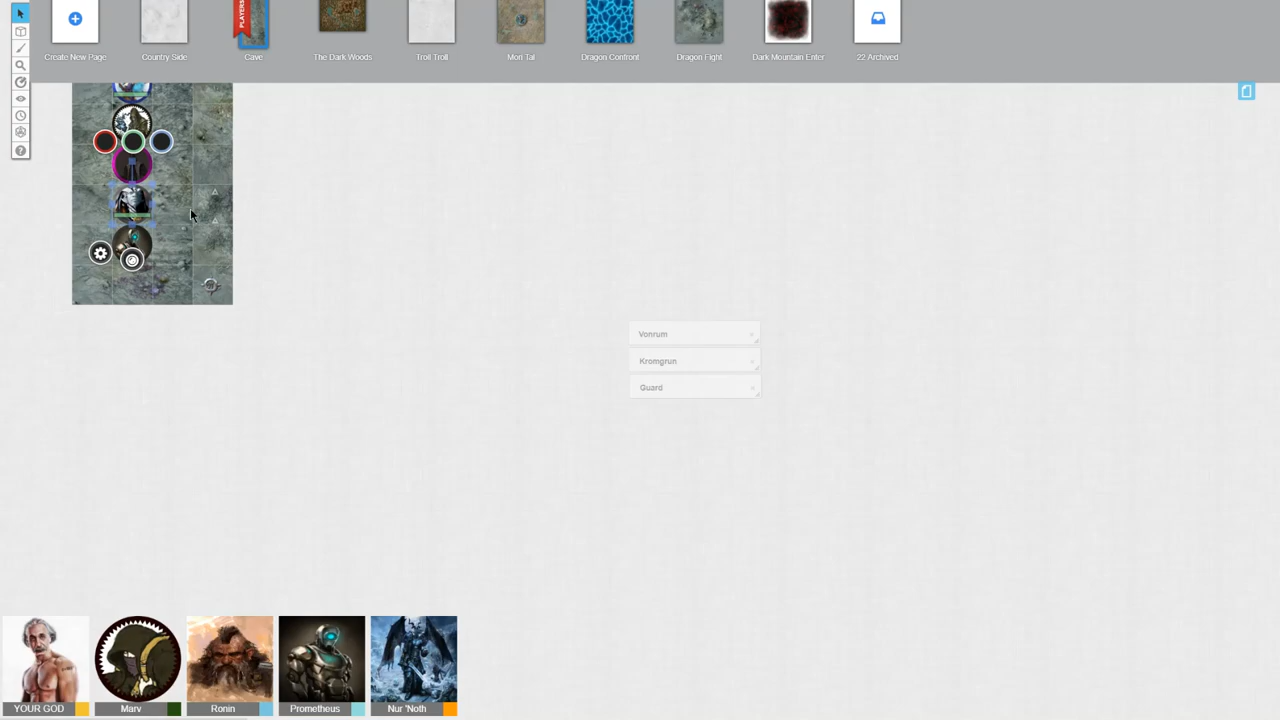 PLAYERS
Create New Page
Country Side
Cave
The Dark Woods
Troll Troll
Mori Tal
Dragon Confront
Dragon Fight
Dark Mountain Enter
22 Archived
Vonrum
Kromgrun
Guard
YOUR GOD
Marv
Ronin
Prometheus
Nur 'Noth